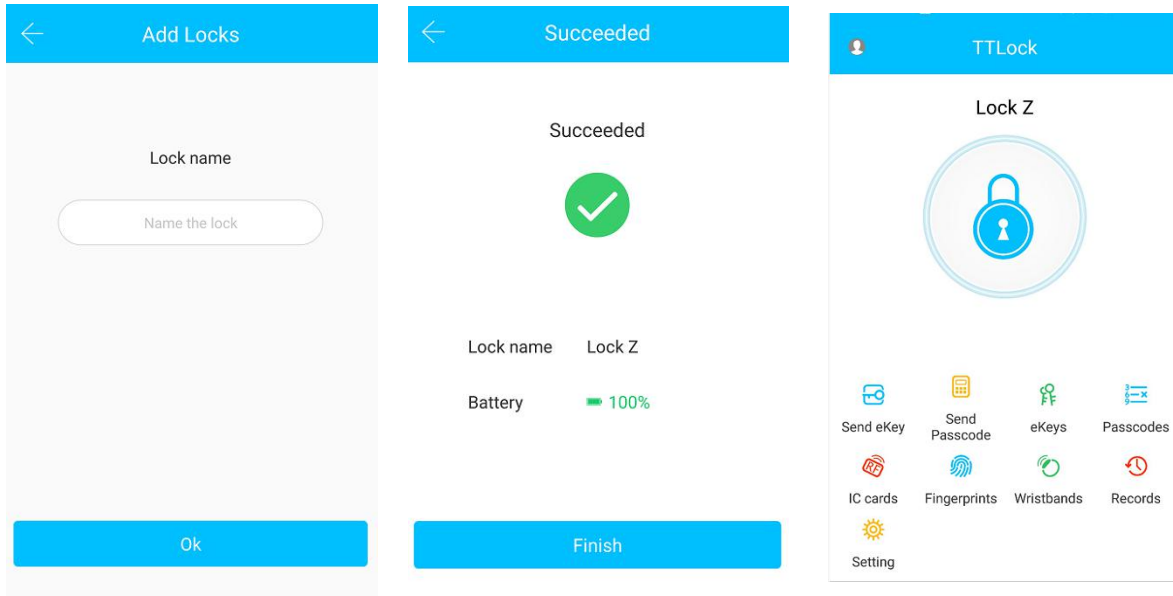 Add Locks
Lock name
Name the lock
Ok
Succeeded
Succeeded
Lock name Lock Z
Battery 100%
Finish
TTLock
Lock Z
Send eKey
Send
Passcode
eKeys
Passcodes
IC cards
Fingerprints
Wristbands
Records
Setting